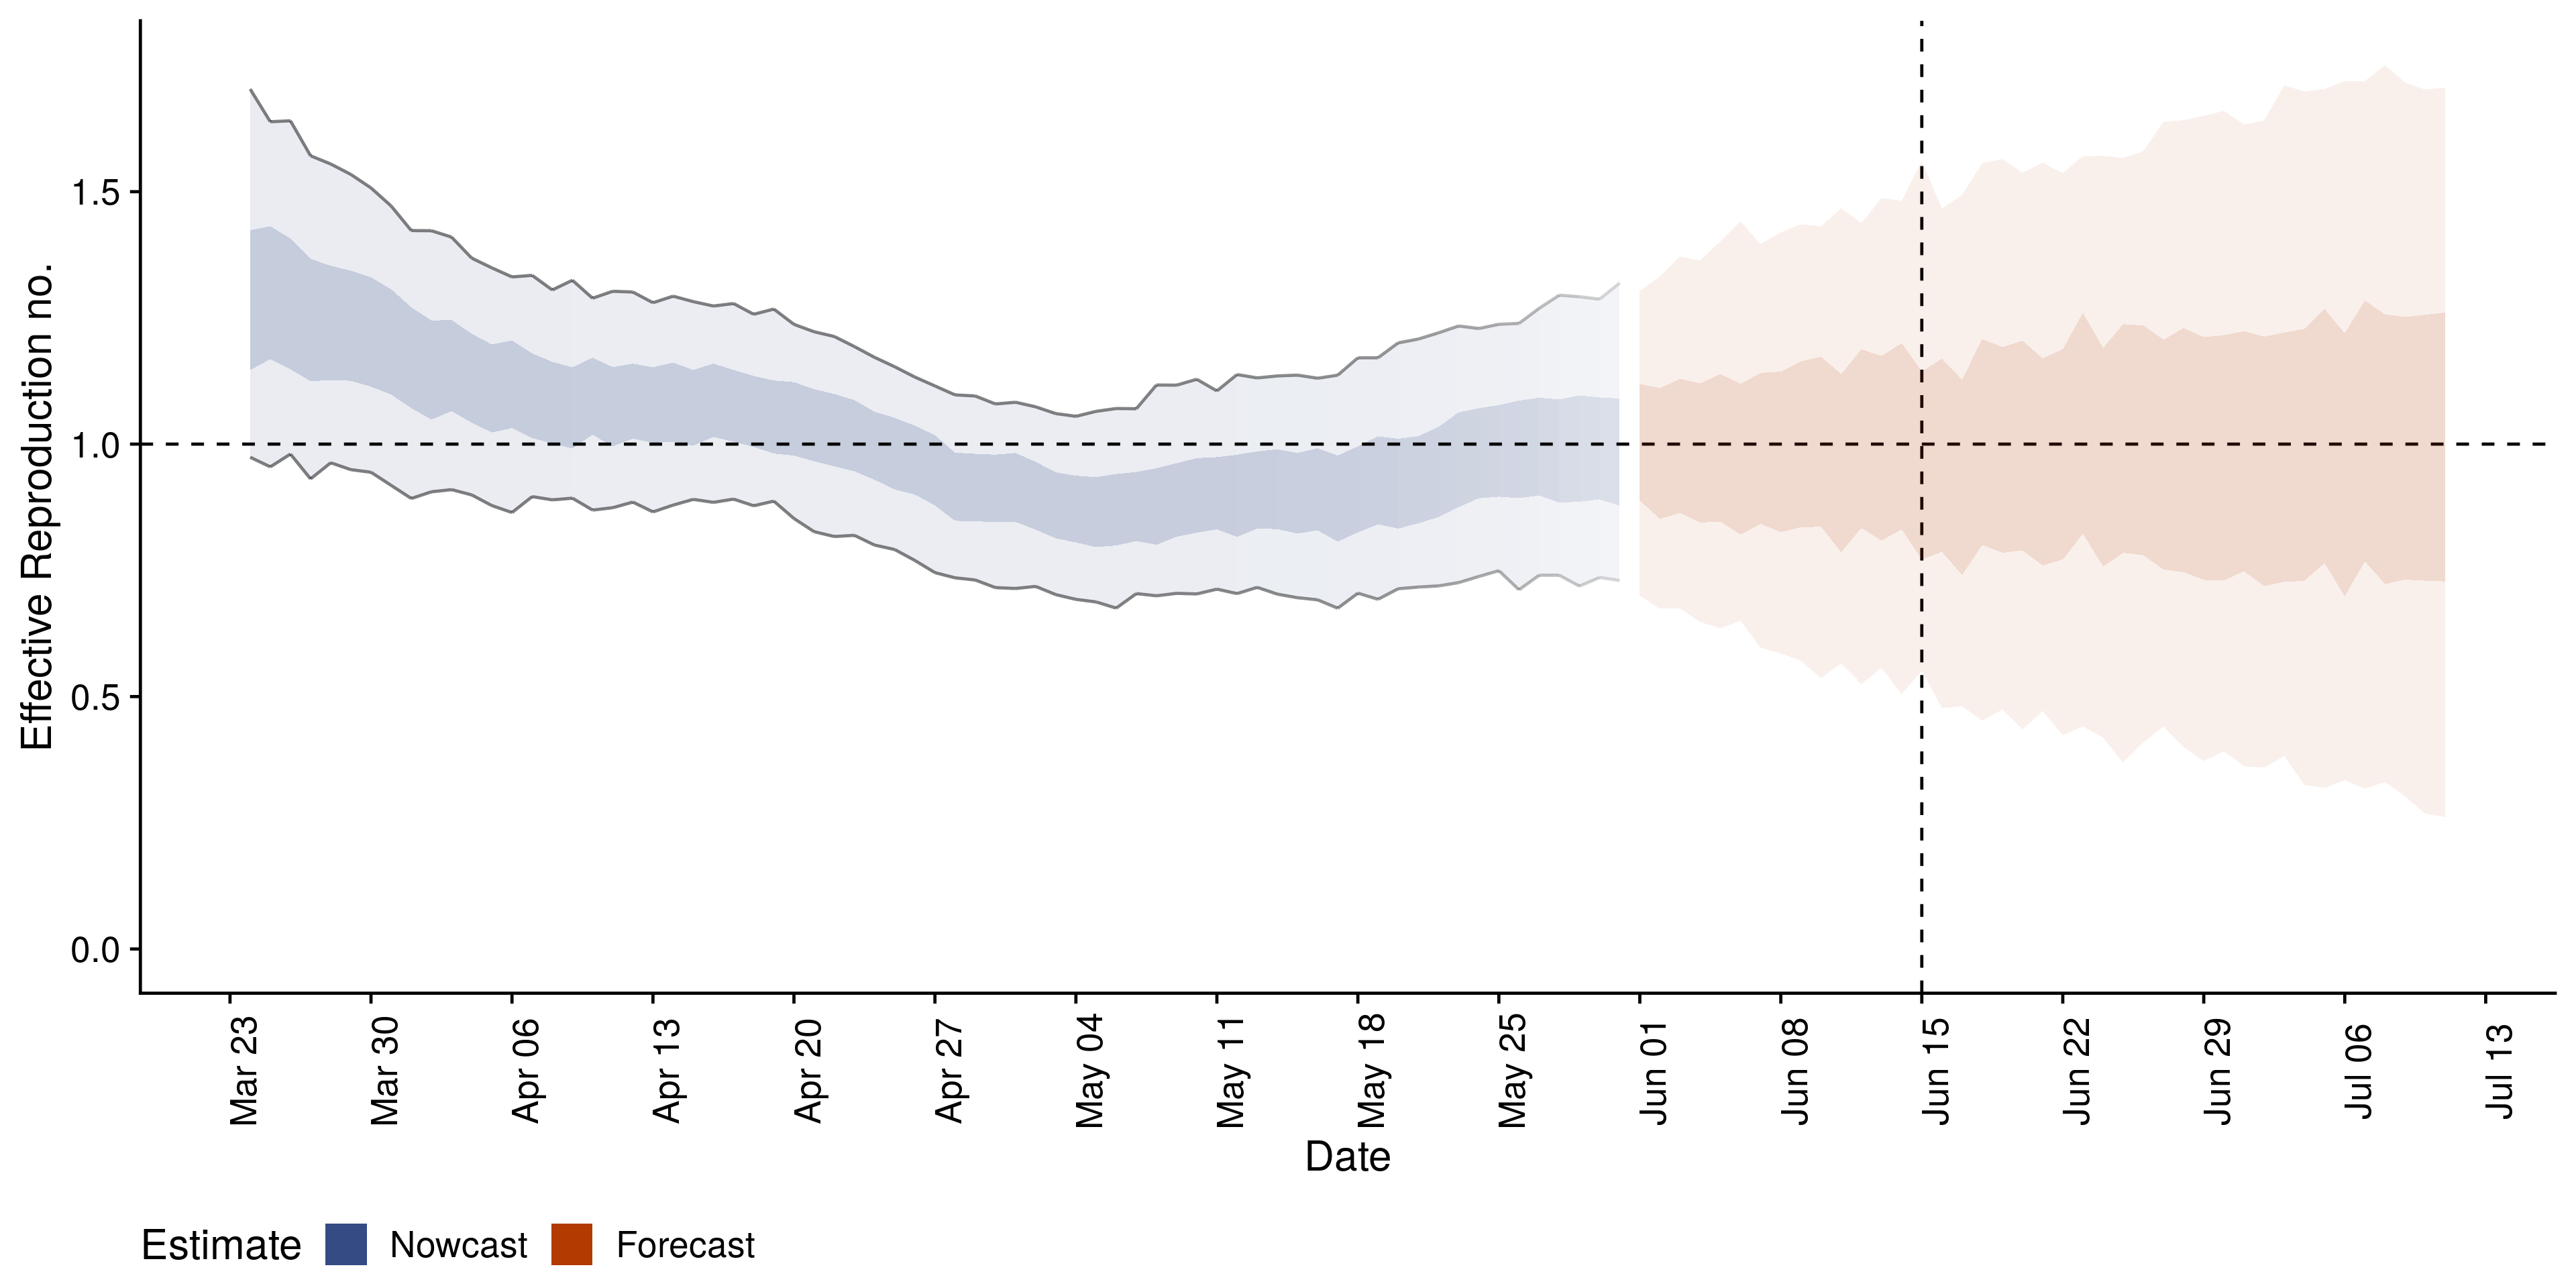 Effective Reproduction no.
1.5
1.0
0.5
0.0
Mar 23
Mar 30
Apr 06
Apr 13
Apr 20
Apr 27
May 04
May 11
May 18
May 25
Jun 01
Jun 08
Jun 15
Jun 22
Jun 29
Jul 06
Jul 13
Date
Estimate Nowcast Forecast